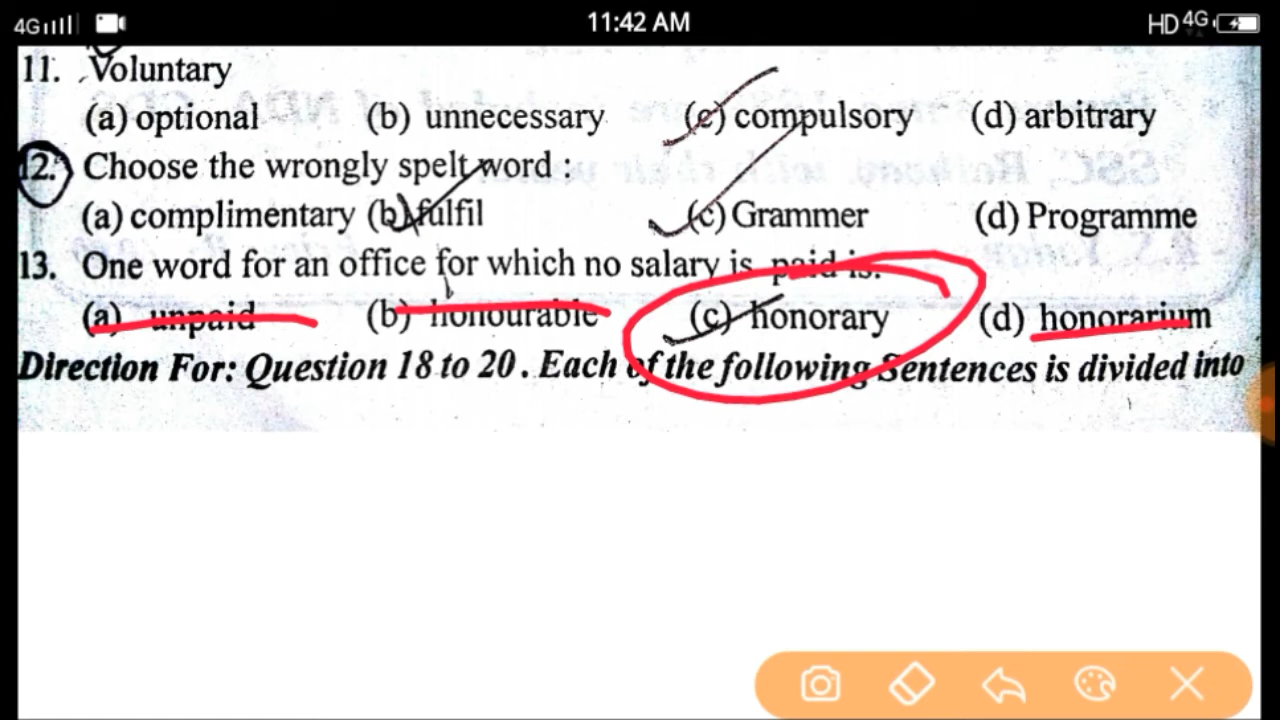 4G
11:42 AM
HD 4G
11. Voluntary
(a) optional (b) unnecessary (c) compulsory (d) arbitrary
12. Choose the wrongly spelt word :
(a) complimentary (b) fulfil (c) Grammer (d) Programme
13. One word for an office for which no salary is paid is:
(a) unpaid (b) honourable (c) honorary (d) honorarium
Direction For: Question 18 to 20. Each of the following Sentences is divided into